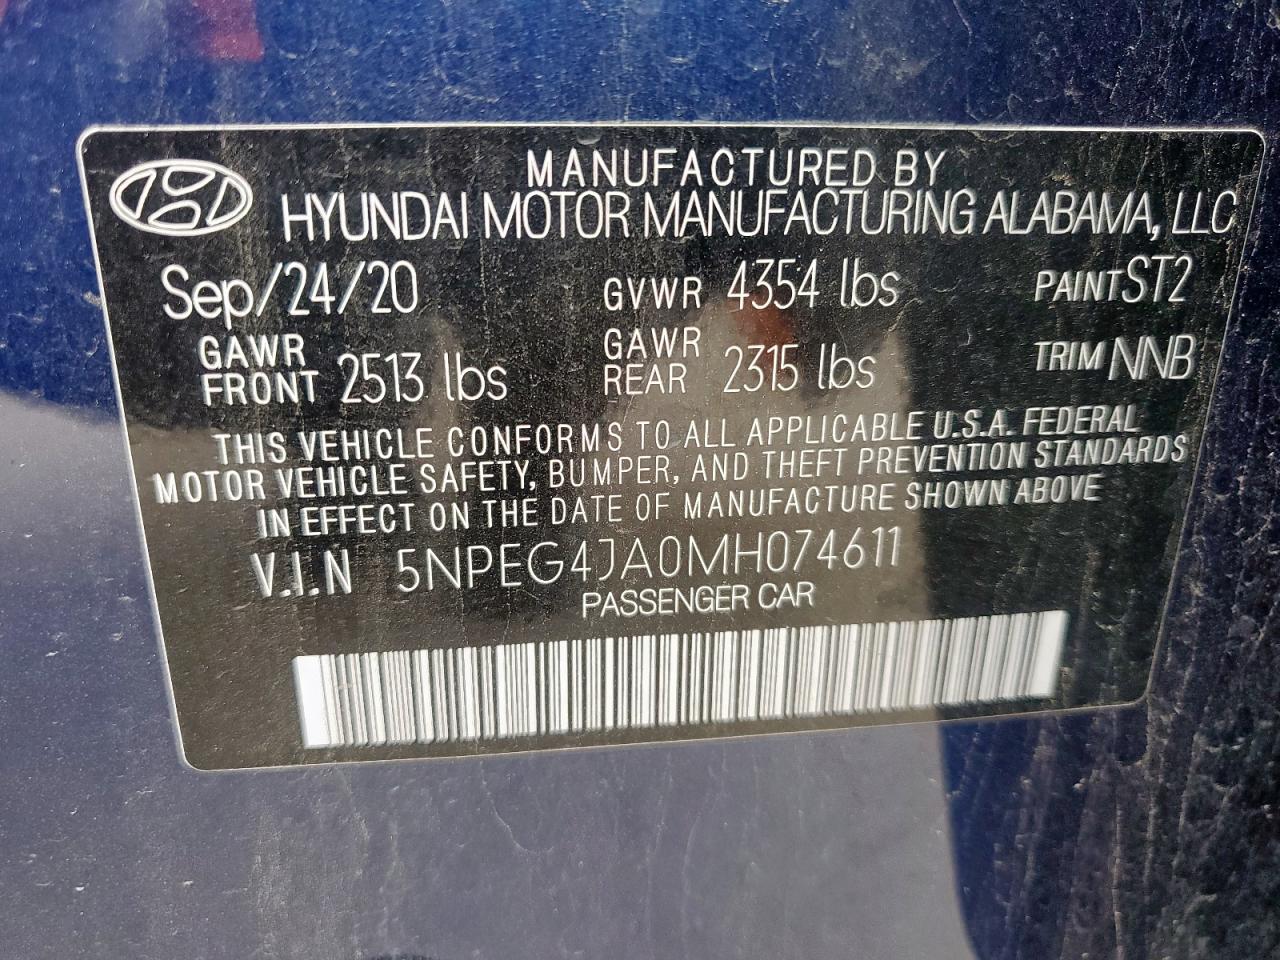 MANUFACTURED BY
HYUNDAI MOTOR MANUFACTURING ALABAMA, LLC
Sep/24/20 GVWR 4354 lbs PAINT ST2
GAWR FRONT 2513 lbs GAWR REAR 2315 lbs TRIM NNB
THIS VEHICLE CONFORMS TO ALL APPLICABLE U.S.A. FEDERAL
MOTOR VEHICLE SAFETY, BUMPER, AND THEFT PREVENTION STANDARDS
IN EFFECT ON THE DATE OF MANUFACTURE SHOWN ABOVE
V.I.N 5NPEG4JA0MH074611
PASSENGER CAR